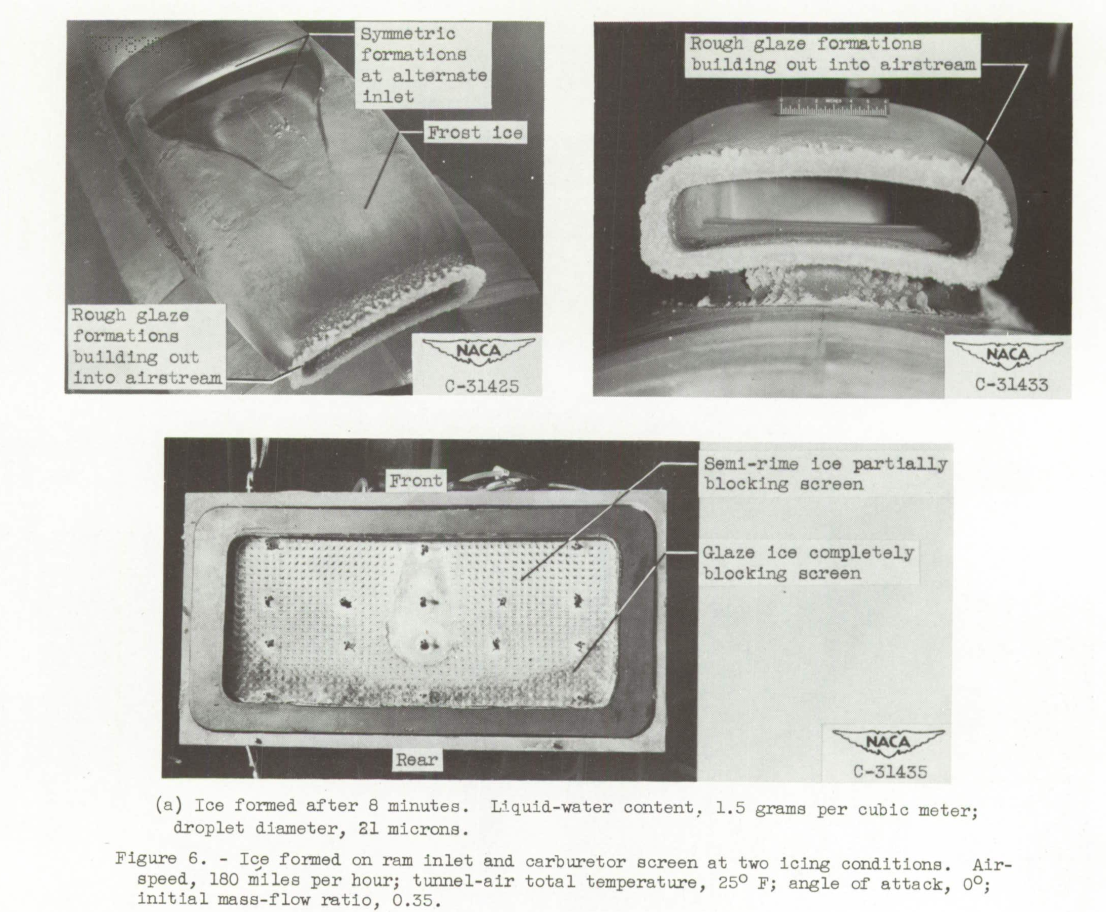 Symmetric
formations
at alternate
inlet
Frost ice
Rough glaze
formations
building out
into airstream
NACA
C-31425
Rough glaze formations
building out into airstream
NACA
C-31433
Front
Semi-rime ice partially
blocking screen
Glaze ice completely
blocking screen
Rear
NACA
C-31435
(a) Ice formed after 8 minutes. Liquid-water content, 1.5 grams per cubic meter;
droplet diameter, 21 microns.
Figure 6. - Ice formed on ram inlet and carburetor screen at two icing conditions. Air-
speed, 180 miles per hour; tunnel-air total temperature, 25° F; angle of attack, 0°;
initial mass-flow ratio, 0.35.